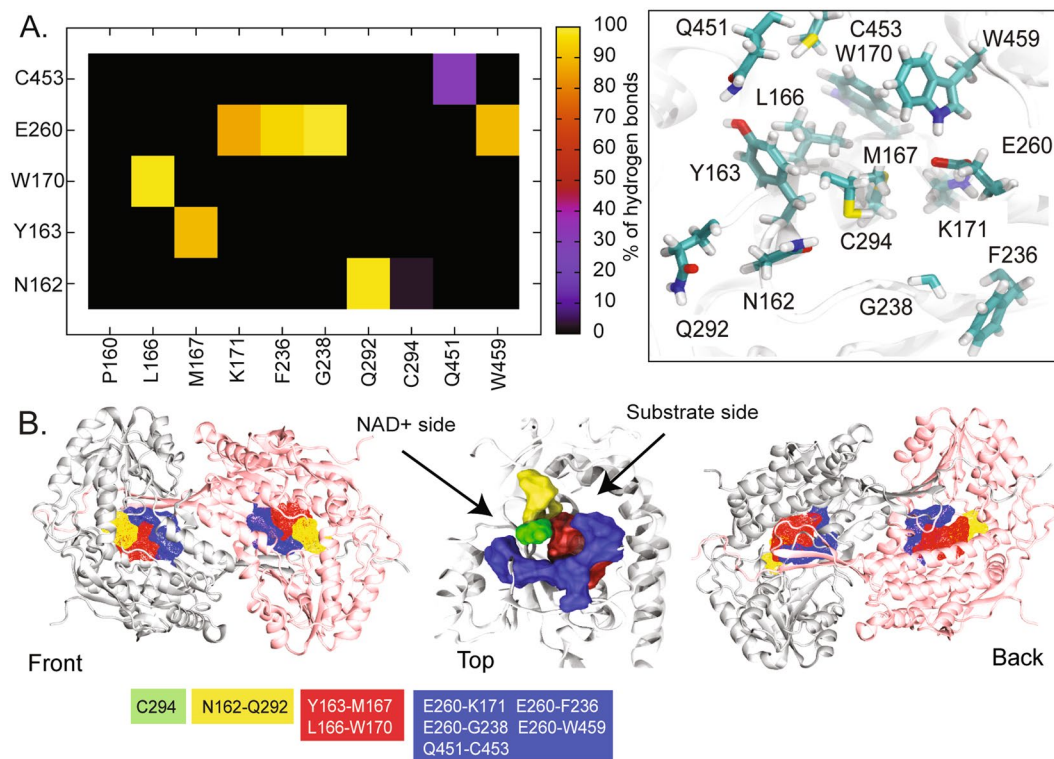 A.
C453
E260
W170
Y163
N162
P160
L166
M167
K171
F236
G238
Q292
C294
Q451
W459
100
90
80
70
60
50
40
30
20
10
0
% of hydrogen bonds
Q451
C453
W170
W459
L166
E260
M167
Y163
K171
C294
F236
N162
G238
Q292
B.
NAD+ side
Substrate side
Front
Top
Back
C294
N162-Q292
Y163-M167
L166-W170
E260-K171 E260-F236
E260-G238 E260-W459
Q451-C453